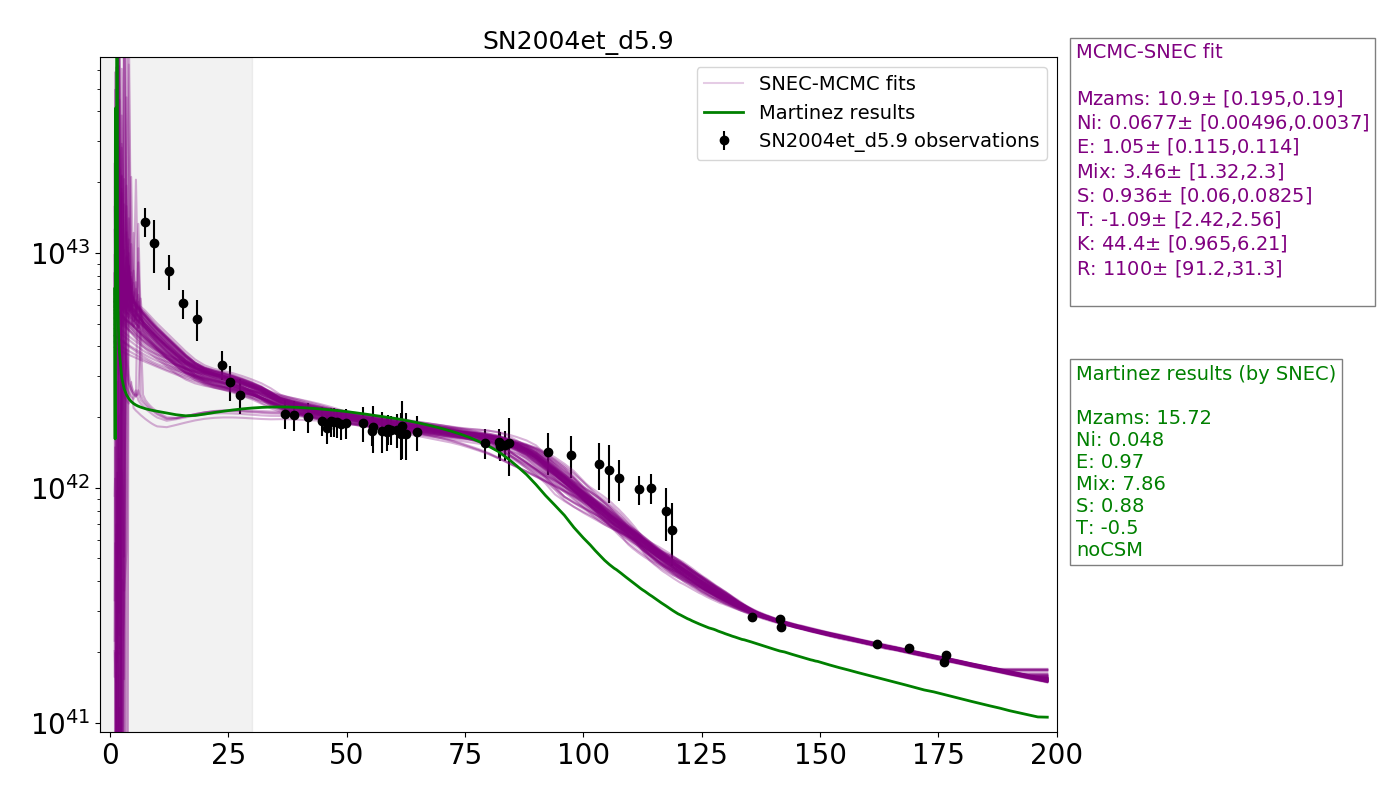 SN2004et_d5.9
SNEC-MCMC fits
Martinez results
SN2004et_d5.9 observations
10^43
10^42
10^41
0 25 50 75 100 125 150 175 200
MCMC-SNEC fit
Mzams: 10.9± [0.195,0.19]
Ni: 0.0677± [0.00496,0.0037]
E: 1.05± [0.115,0.114]
Mix: 3.46± [1.32,2.3]
S: 0.936± [0.06,0.0825]
T: -1.09± [2.42,2.56]
K: 44.4± [0.965,6.21]
R: 1100± [91.2,31.3]
Martinez results (by SNEC)
Mzams: 15.72
Ni: 0.048
E: 0.97
Mix: 7.86
S: 0.88
T: -0.5
noCSM